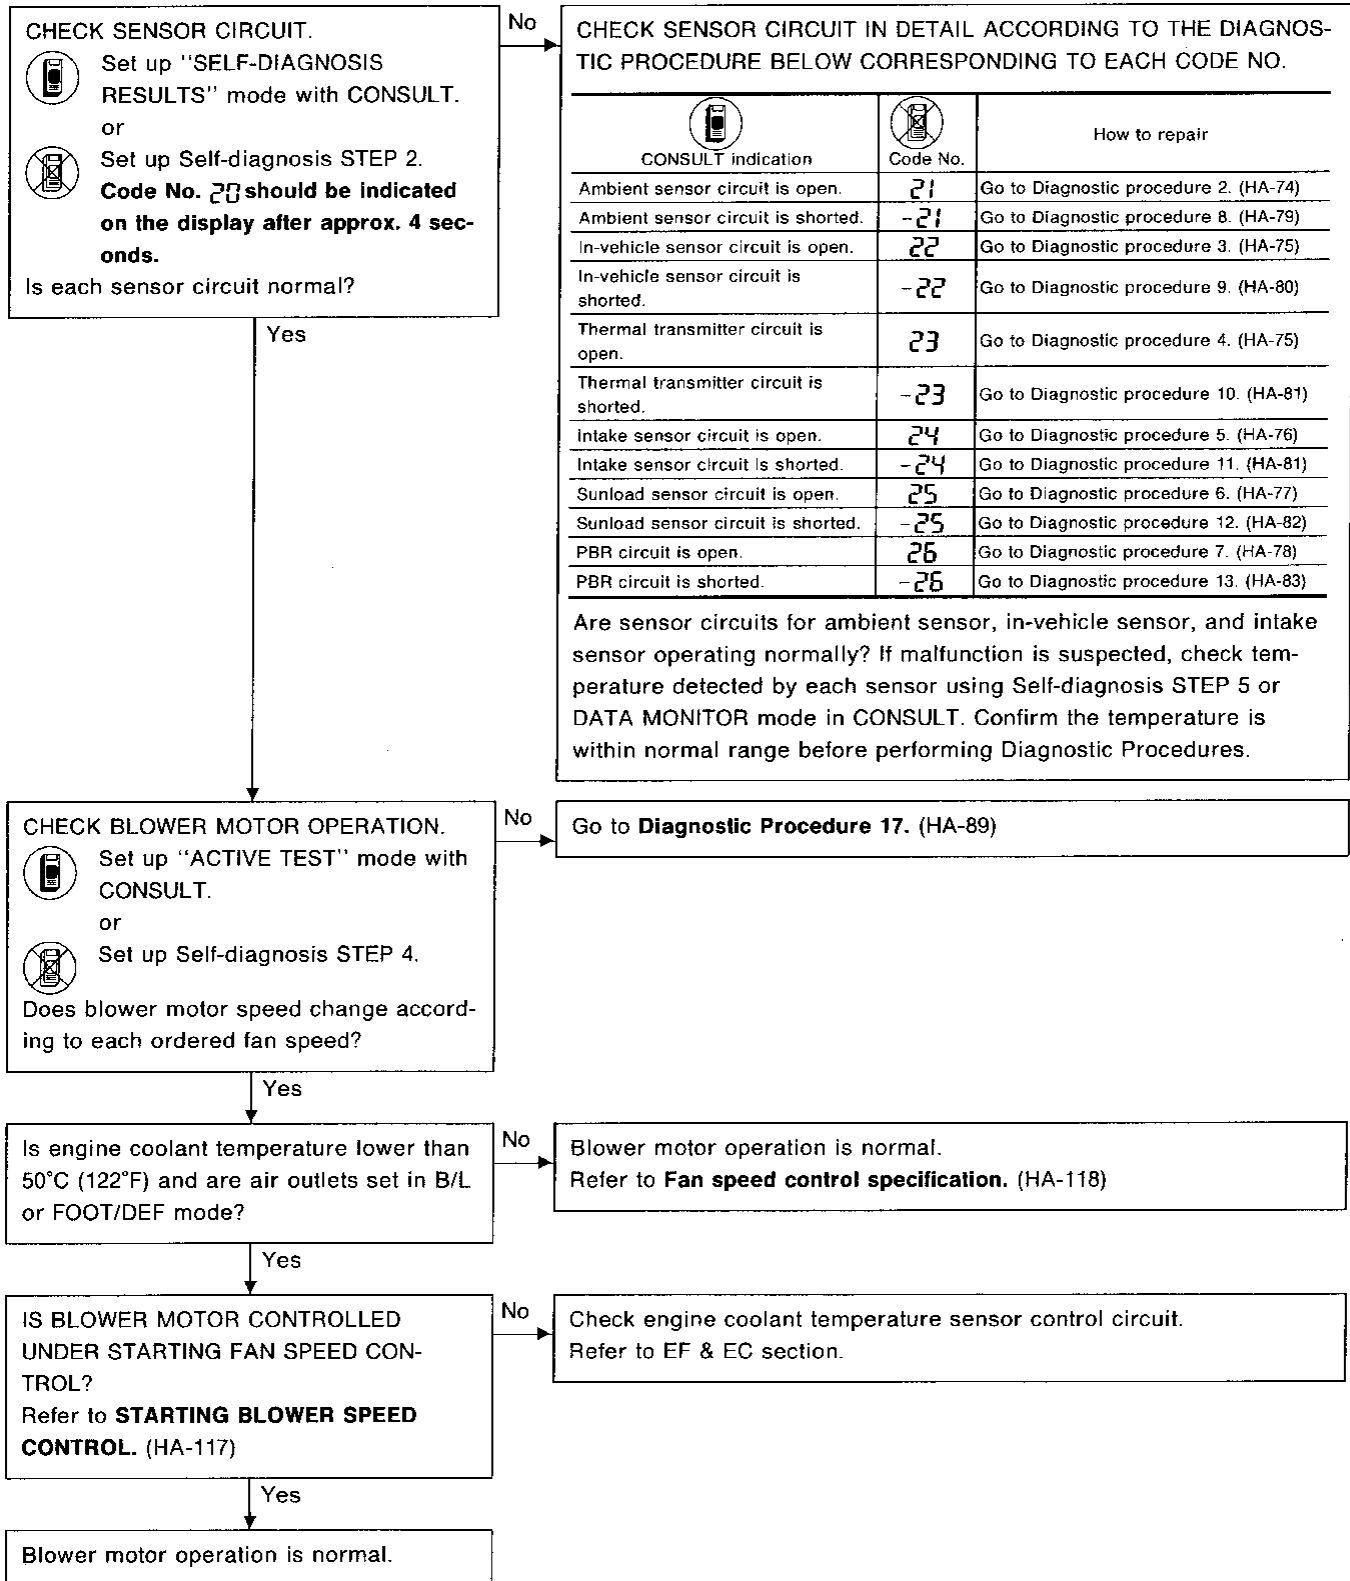 CHECK SENSOR CIRCUIT.
Set up "SELF-DIAGNOSIS
RESULTS" mode with CONSULT.
or
Set up Self-diagnosis STEP 2.
Code No. 20 should be indicated
on the display after approx. 4 sec-
onds.
Is each sensor circuit normal?
No
CHECK SENSOR CIRCUIT IN DETAIL ACCORDING TO THE DIAGNOS-
TIC PROCEDURE BELOW CORRESPONDING TO EACH CODE NO.
CONSULT indication Code No. How to repair
Ambient sensor circuit is open. 21 Go to Diagnostic procedure 2. (HA-74)
Ambient sensor circuit is shorted. -21 Go to Diagnostic procedure 8. (HA-79)
In-vehicle sensor circuit is open. 22 Go to Diagnostic procedure 3. (HA-75)
In-vehicle sensor circuit is
shorted. -22 Go to Diagnostic procedure 9. (HA-80)
Thermal transmitter circuit is
open. 23 Go to Diagnostic procedure 4. (HA-75)
Thermal transmitter circuit is
shorted. -23 Go to Diagnostic procedure 10. (HA-81)
Intake sensor circuit is open. 24 Go to Diagnostic procedure 5. (HA-76)
Intake sensor circuit is shorted. -24 Go to Diagnostic procedure 11. (HA-81)
Sunload sensor circuit is open. 25 Go to Diagnostic procedure 6. (HA-77)
Sunload sensor circuit is shorted. -25 Go to Diagnostic procedure 12. (HA-82)
PBR circuit is open. 26 Go to Diagnostic procedure 7. (HA-78)
PBR circuit is shorted. -26 Go to Diagnostic procedure 13. (HA-83)
Are sensor circuits for ambient sensor, in-vehicle sensor, and intake
sensor operating normally? If malfunction is suspected, check tem-
perature detected by each sensor using Self-diagnosis STEP 5 or
DATA MONITOR mode in CONSULT. Confirm the temperature is
within normal range before performing Diagnostic Procedures.
Yes
CHECK BLOWER MOTOR OPERATION.
Set up "ACTIVE TEST" mode with
CONSULT.
or
Set up Self-diagnosis STEP 4.
Does blower motor speed change accord-
ing to each ordered fan speed?
No
Go to Diagnostic Procedure 17. (HA-89)
Yes
Is engine coolant temperature lower than
50°C (122°F) and are air outlets set in B/L
or FOOT/DEF mode?
No
Blower motor operation is normal.
Refer to Fan speed control specification. (HA-118)
Yes
IS BLOWER MOTOR CONTROLLED
UNDER STARTING FAN SPEED CON-
TROL?
Refer to STARTING BLOWER SPEED
CONTROL. (HA-117)
No
Check engine coolant temperature sensor control circuit.
Refer to EF & EC section.
Yes
Blower motor operation is normal.